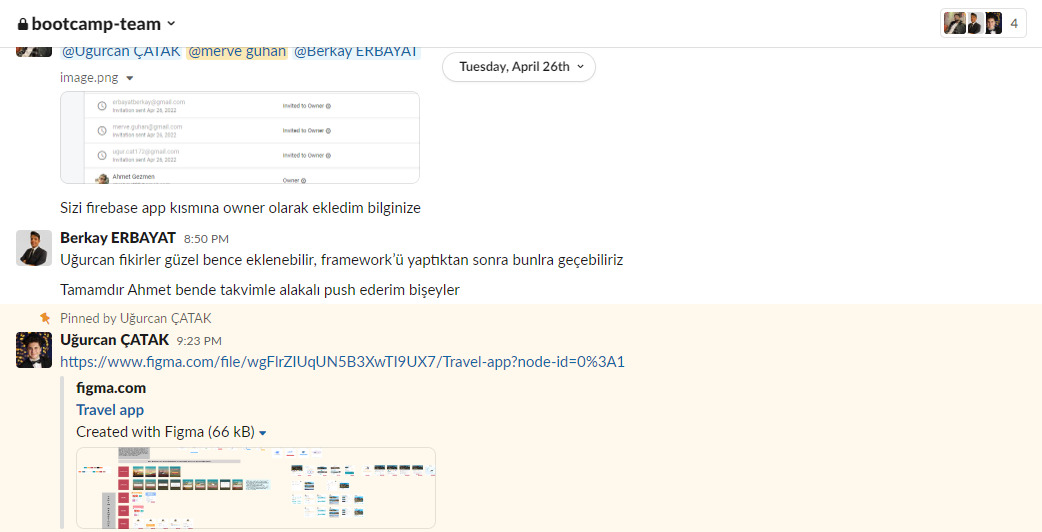 bootcamp-team
4
@Uğurcan ÇATAK @merve guhan @Berkay ERBAYAT
Tuesday, April 26th
image.png
erbayatberkay@gmail.com
Invitation sent Apr 26, 2022
Invited to Owner
merve.guhan@gmail.com
Invitation sent Apr 26, 2022
Invited to Owner
ugur.cat172@gmail.com
Invitation sent Apr 26, 2022
Invited to Owner
Ahmet Gezmen
Owner
Sizi firebase app kısmına owner olarak ekledim bilginize
Berkay ERBAYAT 8:50 PM
Uğurcan fikirler güzel bence eklenebilir, framework'ü yaptıktan sonra bunlra geçebiliriz
Tamamdır Ahmet bende takvimle alakalı push ederim bişeyler
Pinned by Uğurcan ÇATAK
Uğurcan ÇATAK 9:23 PM
https://www.figma.com/file/wgFlrZIUqUN5B3XwTI9UX7/Travel-app?node-id=0%3A1
figma.com
Travel app
Created with Figma (66 kB)